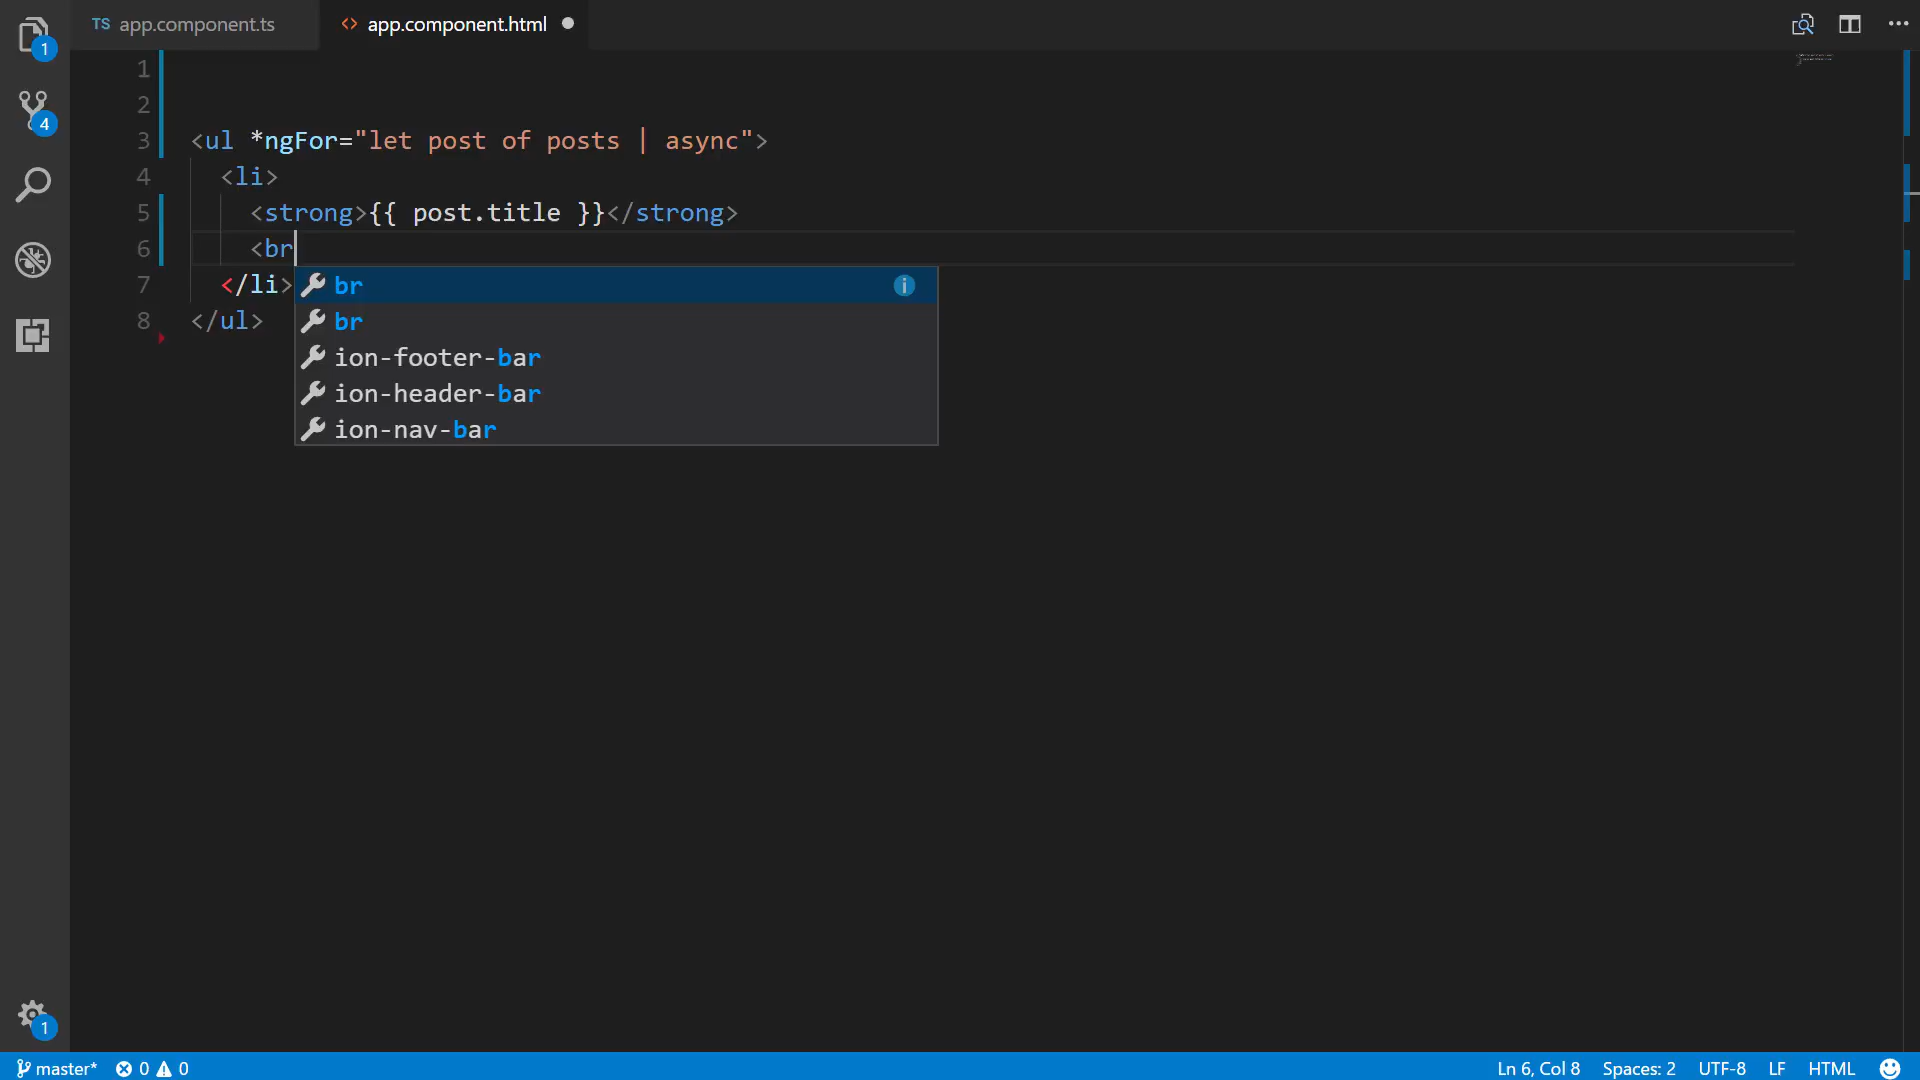 TS app.component.ts <> app.component.html
1
1
2
4
3 <ul *ngFor="let post of posts | async">
4 <li>
5 <strong>{{ post.title }}</strong>
6 <br
7 </li>
8 </ul>
br
br
ion-footer-bar
ion-header-bar
ion-nav-bar
1
master* 0 0 Ln 6, Col 8 Spaces: 2 UTF-8 LF HTML